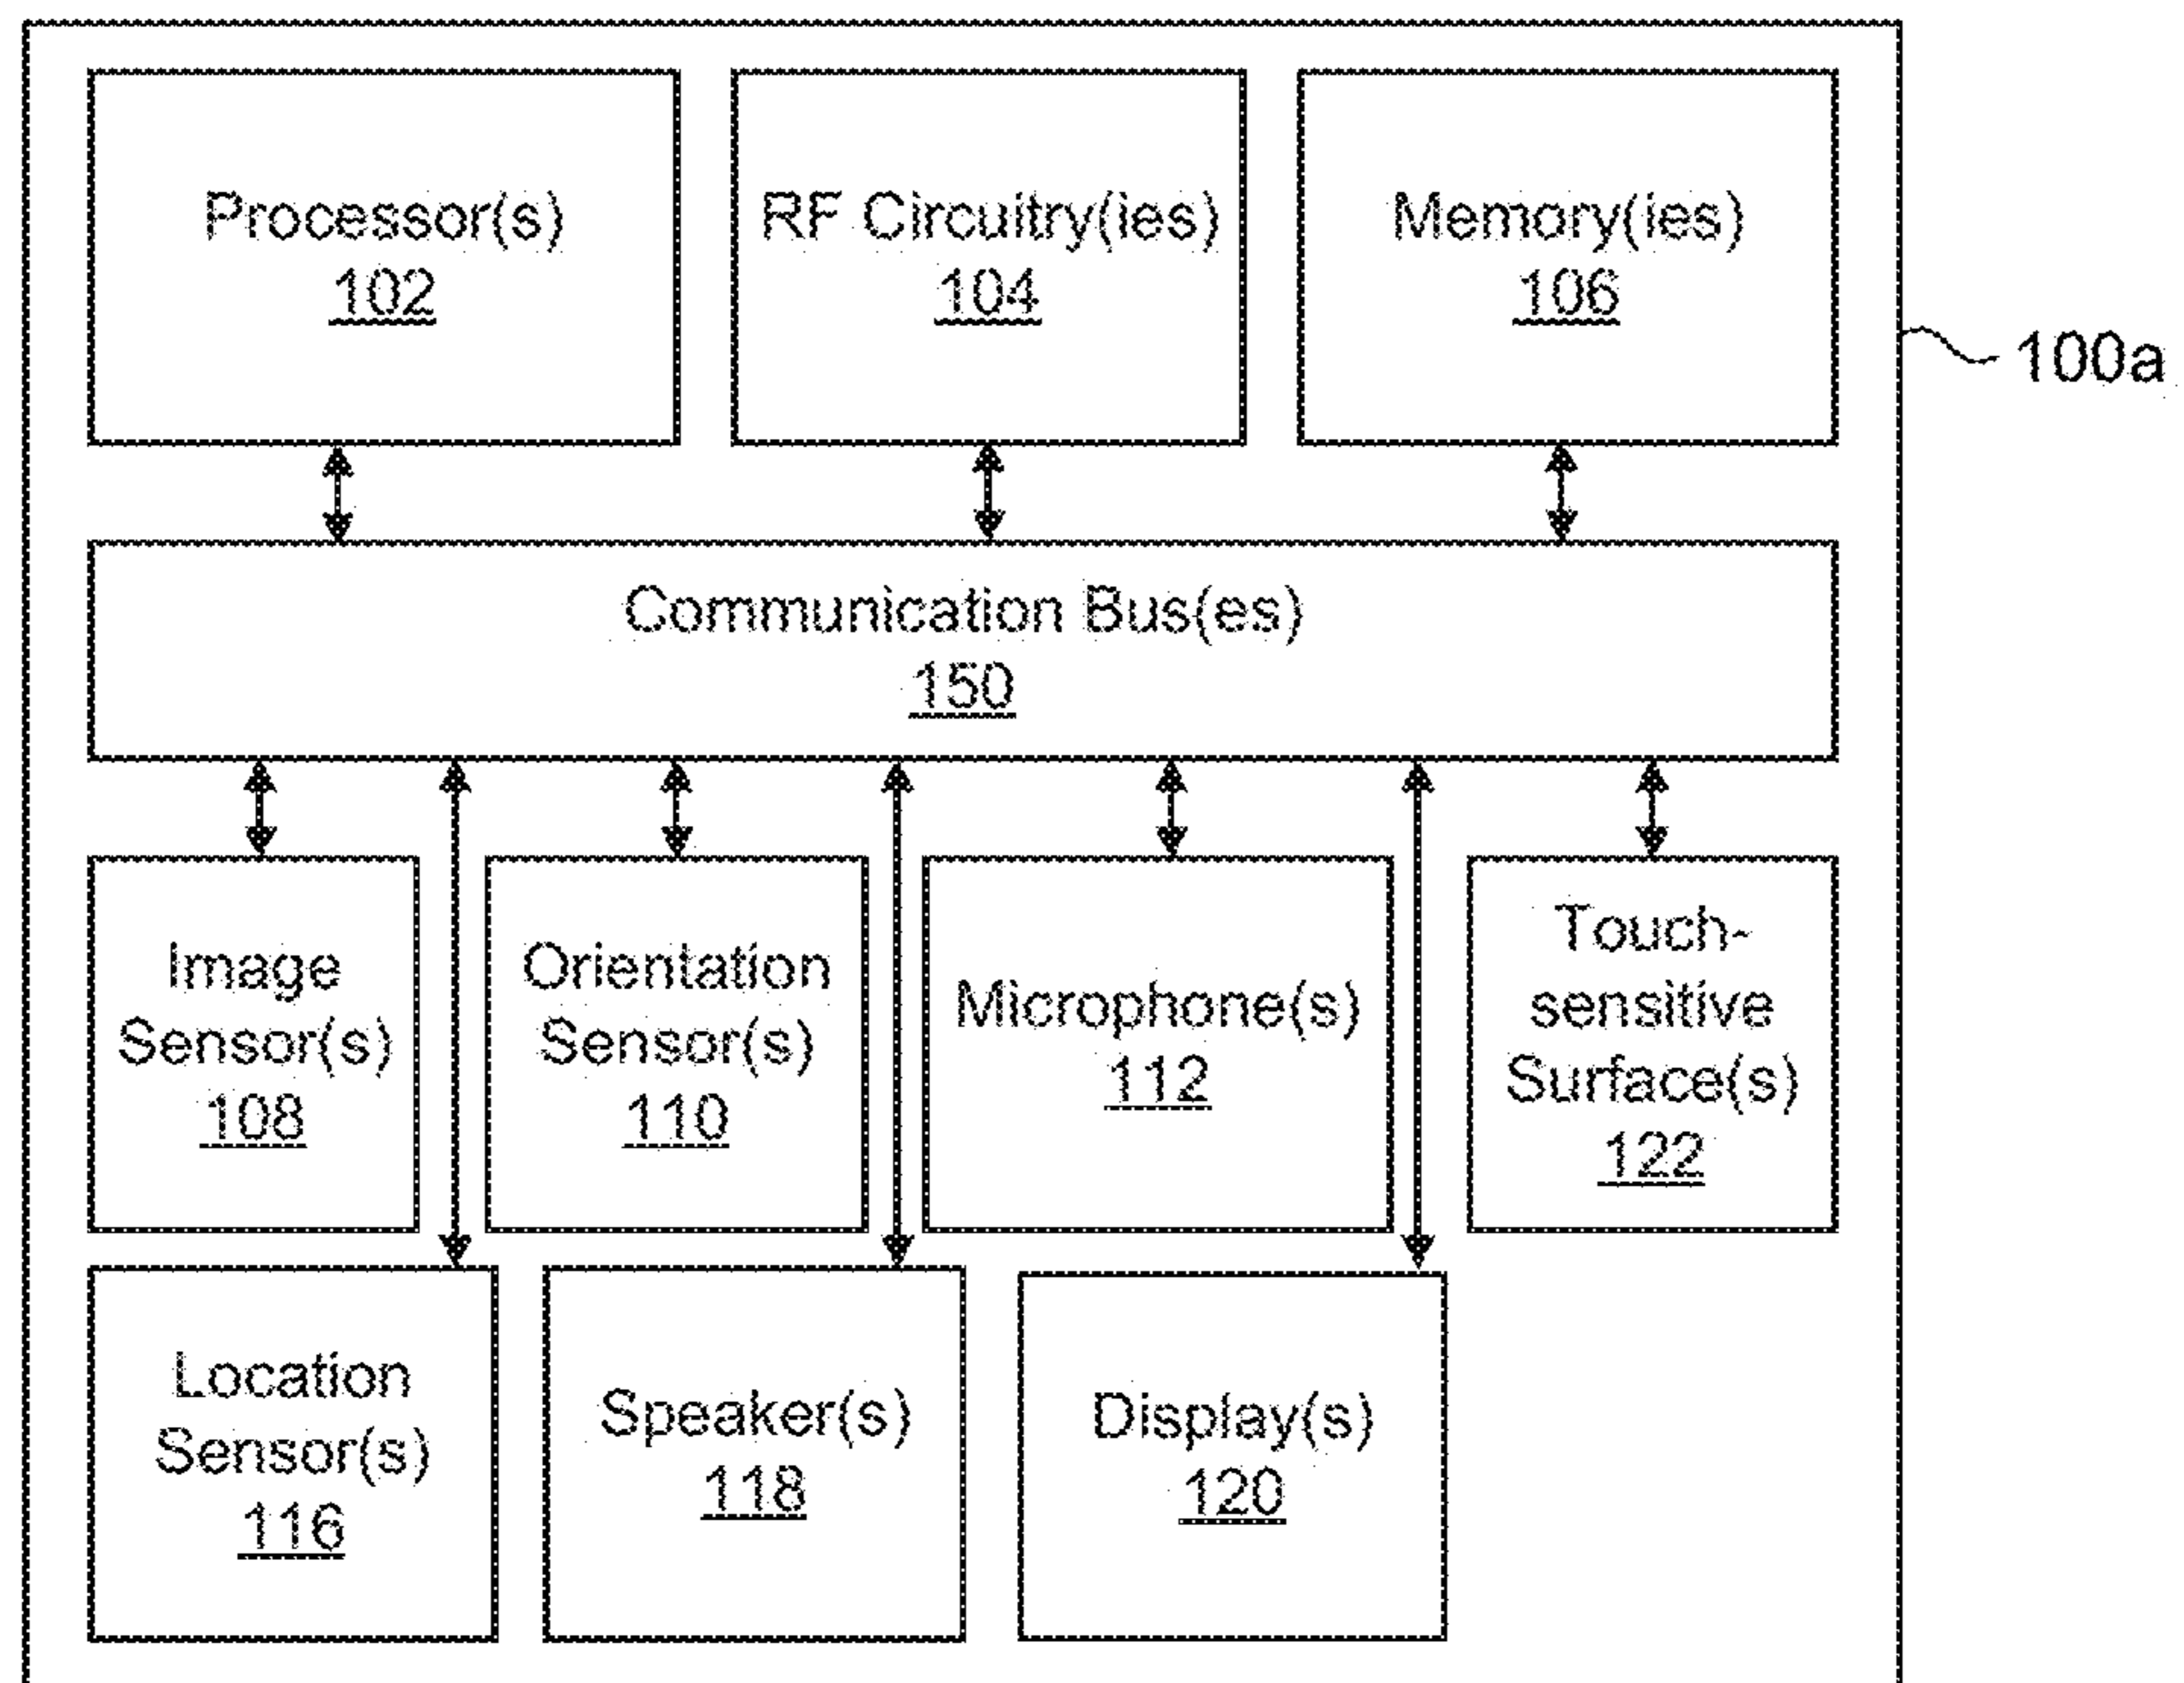 Processor(s)
102
RF Circuitry(ies)
104
Memory(ies)
106
100a
Communication Bus(es)
150
Image
Sensor(s)
108
Orientation
Sensor(s)
110
Microphone(s)
112
Touch-
sensitive
Surface(s)
122
Location
Sensor(s)
116
Speaker(s)
118
Display(s)
120